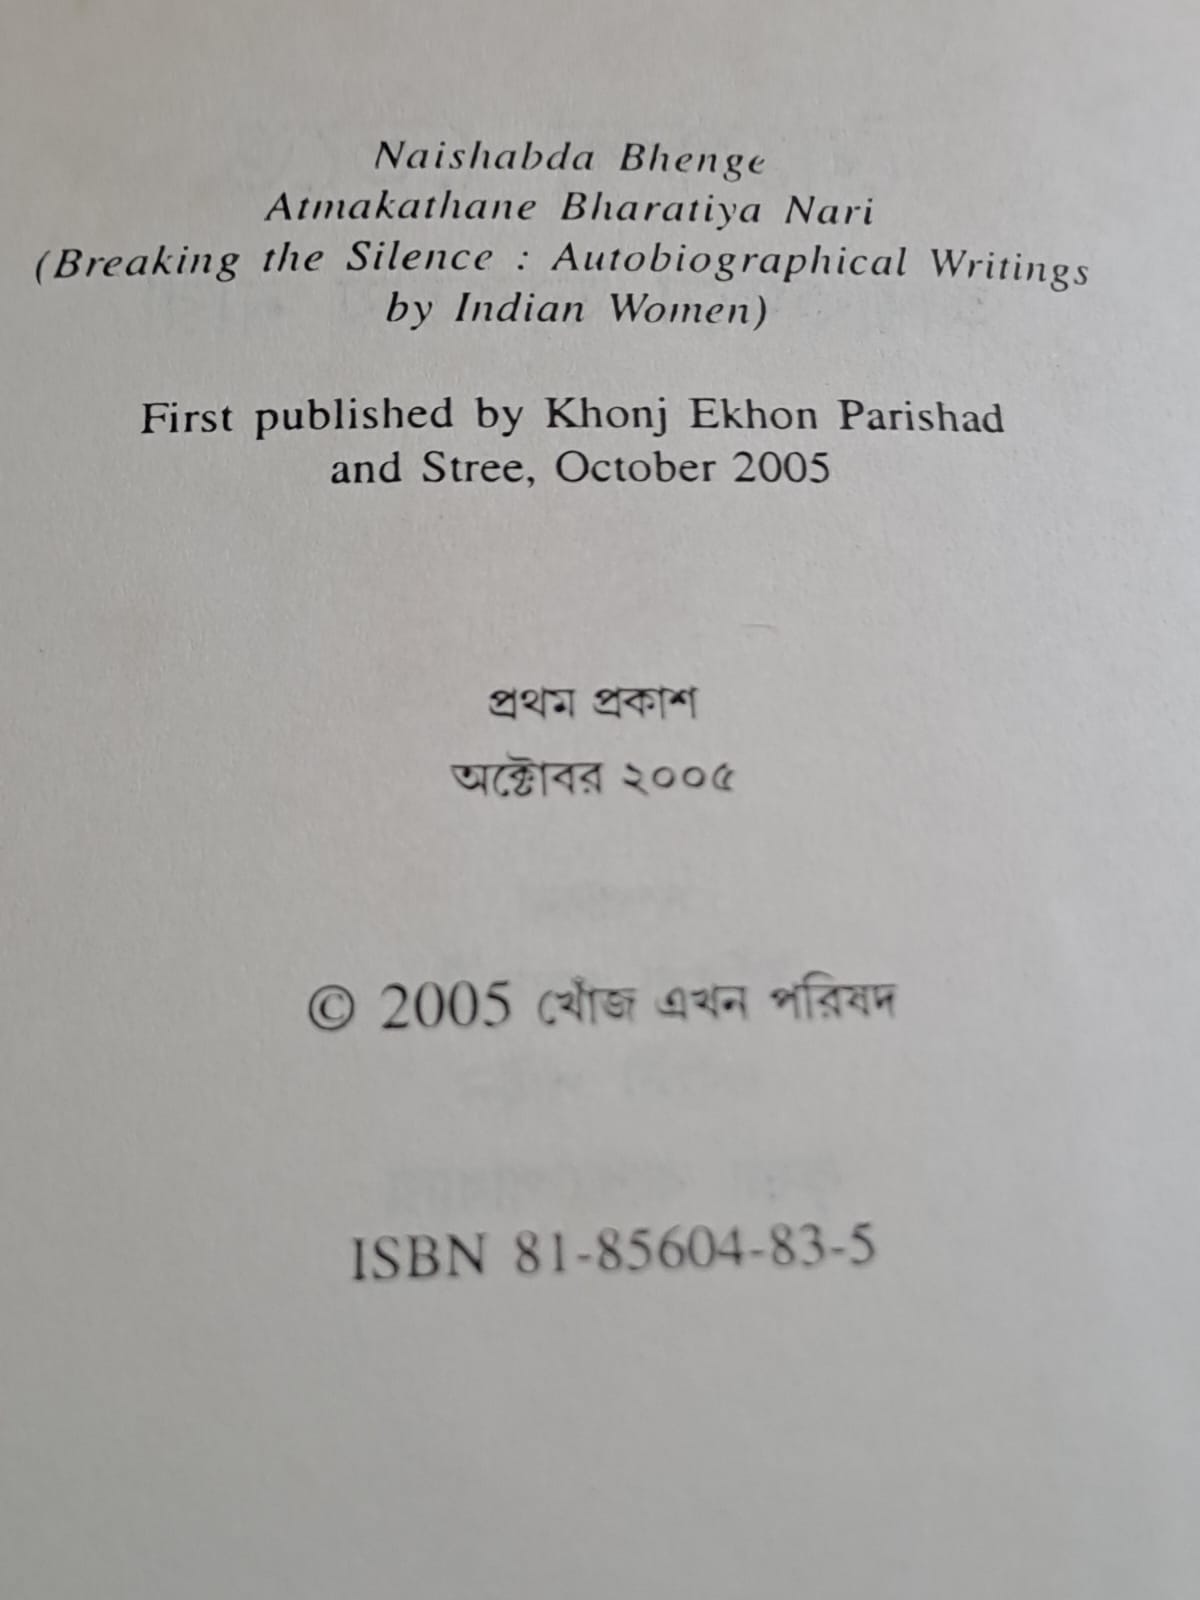 Naishabda Bhenge
Atmakathane Bharatiya Nari
(Breaking the Silence : Autobiographical Writings
by Indian Women)
First published by Khonj Ekhon Parishad
and Stree, October 2005
প্রথম প্রকাশ
অক্টোবর ২০০৫
© 2005 খোঁজ এখন পরিষদ
ISBN 81-85604-83-5